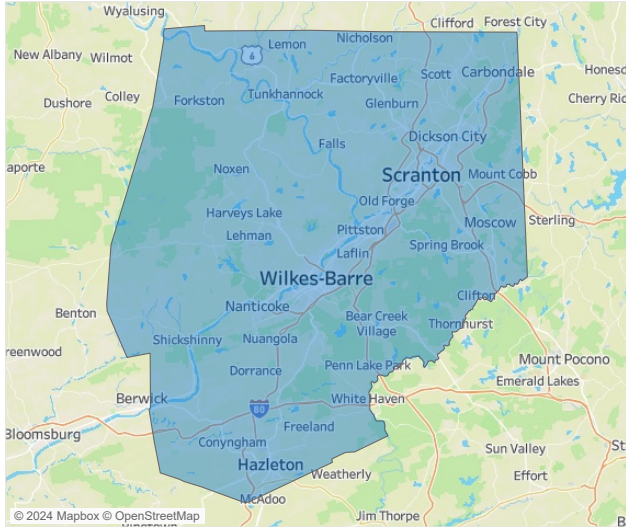 Wyalusing
Clifford
Forest City
Nicholson
Lemon
New Albany
Wilmot
6
Scott
Carbondale
Honesd
Factoryville
Colley
Tunkhannock
Dushore
Forkston
Glenburn
Cherry Rid
Dickson City
Falls
aporte
Noxen
Scranton
Mount Cobb
Old Forge
Harveys Lake
Sterling
Moscow
Pittston
Lehman
Spring Brook
Laflin
Wilkes-Barre
Clifton
Nanticoke
Benton
Bear Creek
Village
Thornhurst
Shickshinny
Nuangola
reenwood
Mount Pocono
Penn Lake Park
Dorrance
Emerald Lakes
Berwick
White Haven
80
Freeland
Bloomsburg
Conyngham
Sun Valley
St
Hazleton
Weatherly
Effort
McAdoo
© 2024 Mapbox © OpenStreetMap
Jim Thorpe
B